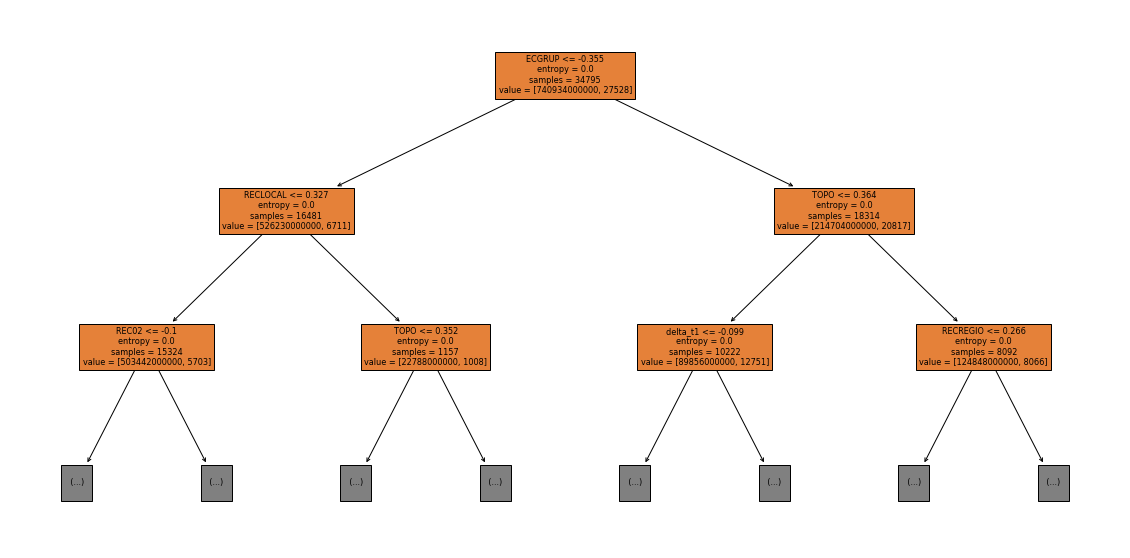 ECGRUP <= -0.355
entropy = 0.0
samples = 34795
value = [740934000000, 27528]
RECLOCAL <= 0.327
entropy = 0.0
samples = 16481
value = [526230000000, 6711]
TOPO <= 0.364
entropy = 0.0
samples = 18314
value = [214704000000, 20817]
REC02 <= -0.1
entropy = 0.0
samples = 15324
value = [503442000000, 5703]
TOPO <= 0.352
entropy = 0.0
samples = 1157
value = [22788000000, 1008]
delta_t1 <= -0.099
entropy = 0.0
samples = 10222
value = [89856000000, 12751]
RECREGIO <= 0.266
entropy = 0.0
samples = 8092
value = [124848000000, 8066]
(...)
(...)
(...)
(...)
(...)
(...)
(...)
(...)